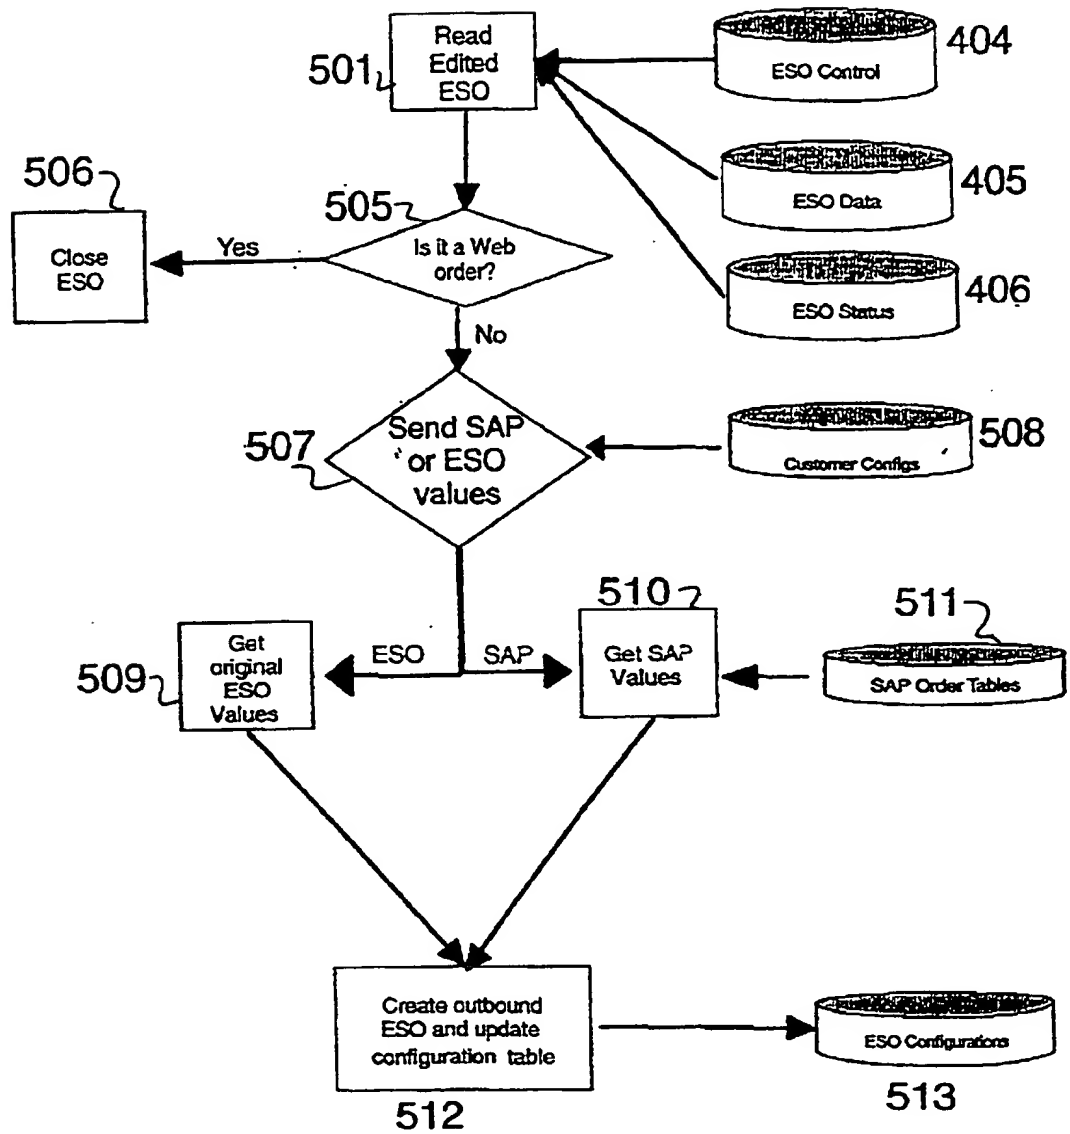 Read
Edited
ESO
501
404
ESO Control
405
ESO Data
406
ESO Status
506
Close
ESO
Yes
505
Is it a Web
order?
No
507
Send SAP
or ESO
values
508
Customer Configs
ESO
SAP
509
Get
original
ESO
Values
510
Get SAP
Values
511
SAP Order Tables
Create outbound
ESO and update
configuration table
512
ESO Configurations
513